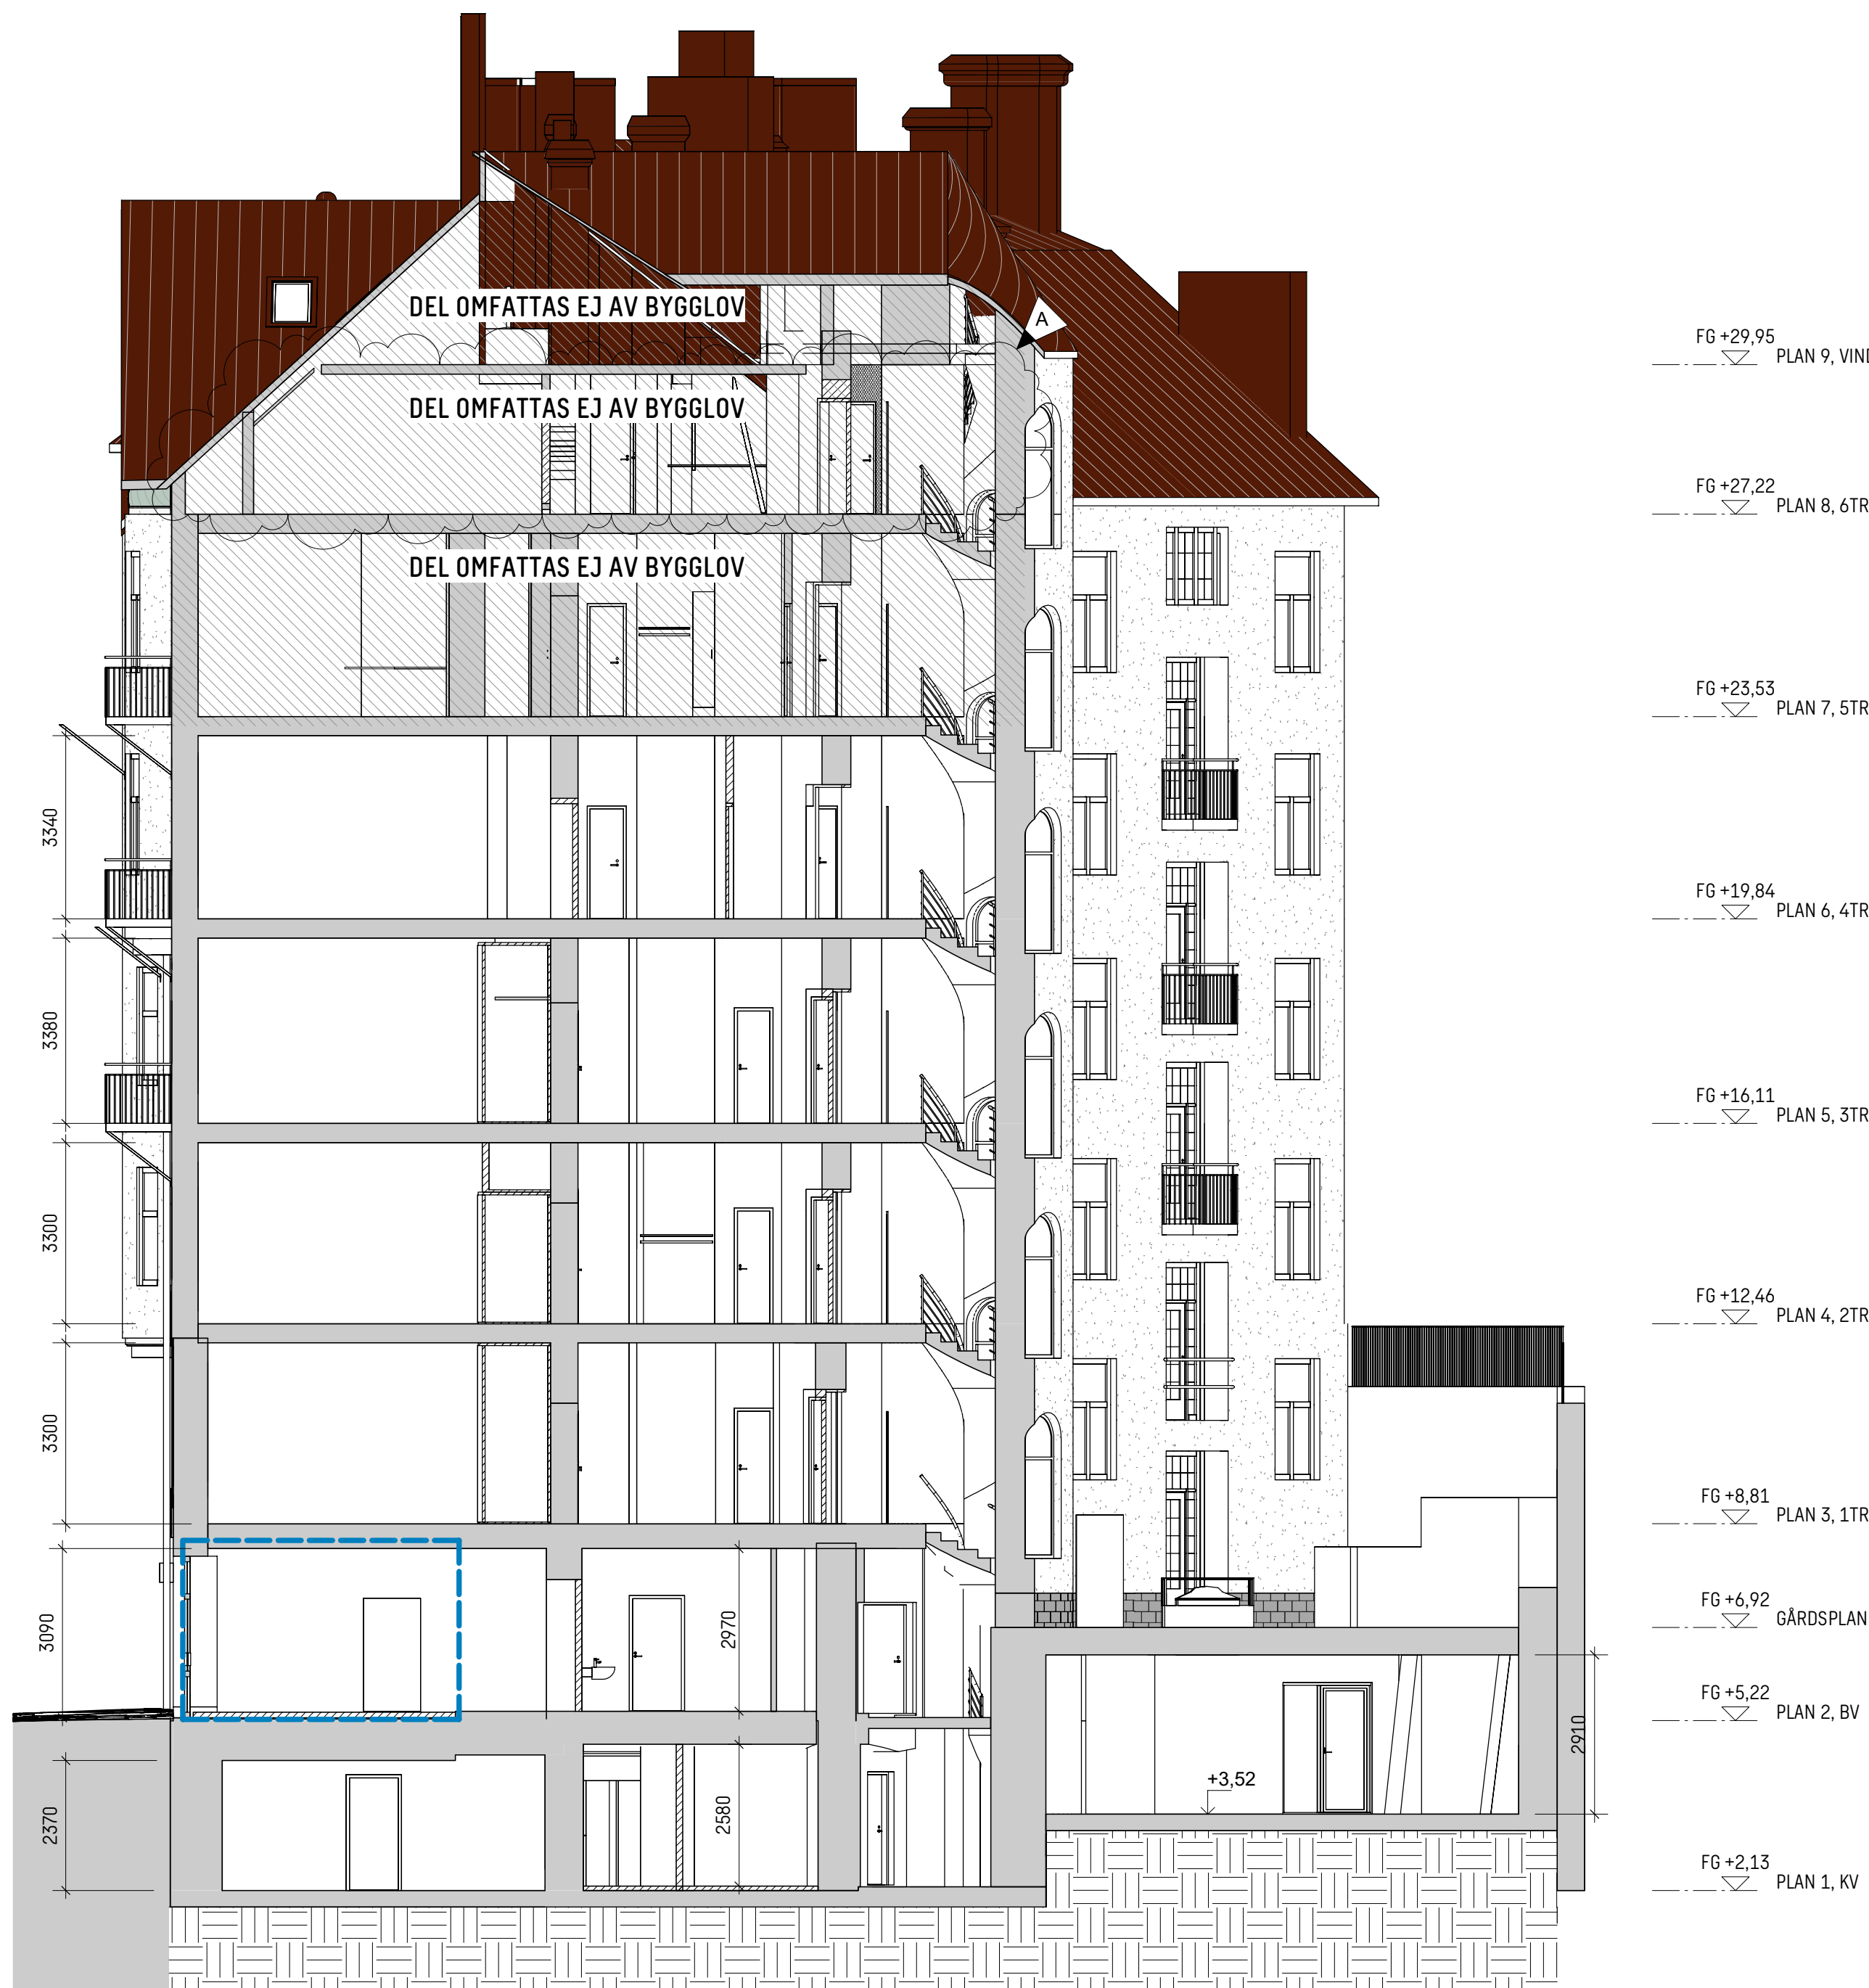 DEL OMFATTAS EJ AV BYGGLOV
A
FG +29,95
PLAN 9, VINI
DEL OMFATTAS EJ AV BYGGLOV
FG +27,22
PLAN 8, 6TR
DEL OMFATTAS EJ AV BYGGLOV
FG +23,53
PLAN 7, 5TR
3340
FG +19,84
PLAN 6, 4TR
3380
FG +16,11
PLAN 5, 3TR
3300
FG +12,46
PLAN 4, 2TR
3300
FG +8,81
PLAN 3, 1TR
3090
2970
FG +6,92
GÅRDSPLAN
FG +5,22
PLAN 2, BV
2910
+3,52
2370
2580
FG +2,13
PLAN 1, KV